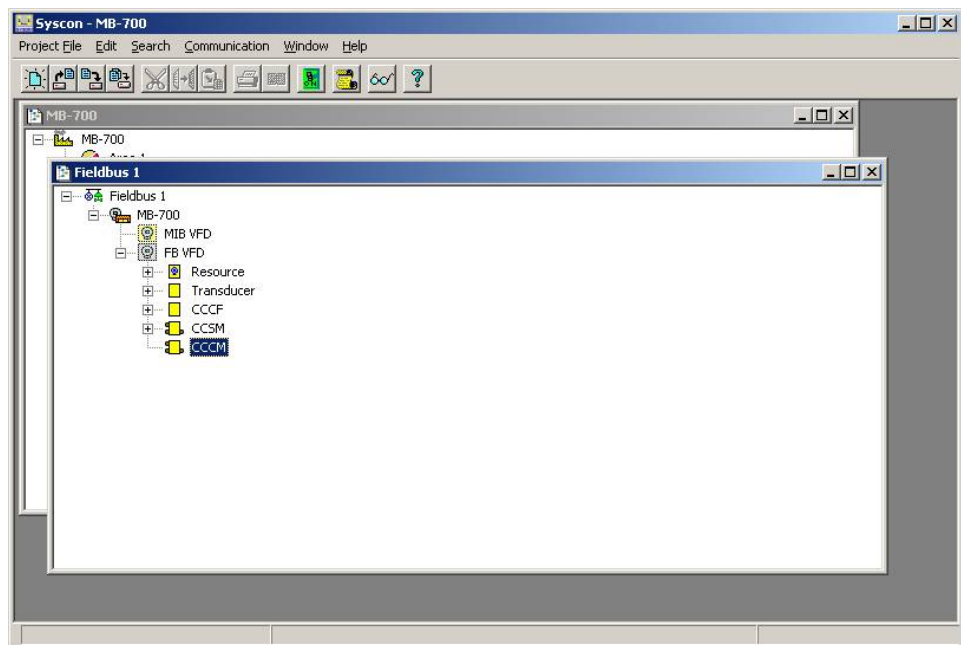 Syscon - MB-700
Project File Edit Search Communication Window Help
MB-700
MB-700
Fieldbus 1
Fieldbus 1
MB-700
MIB VFD
FB VFD
Resource
Transducer
CCCF
CCSM
CCCM